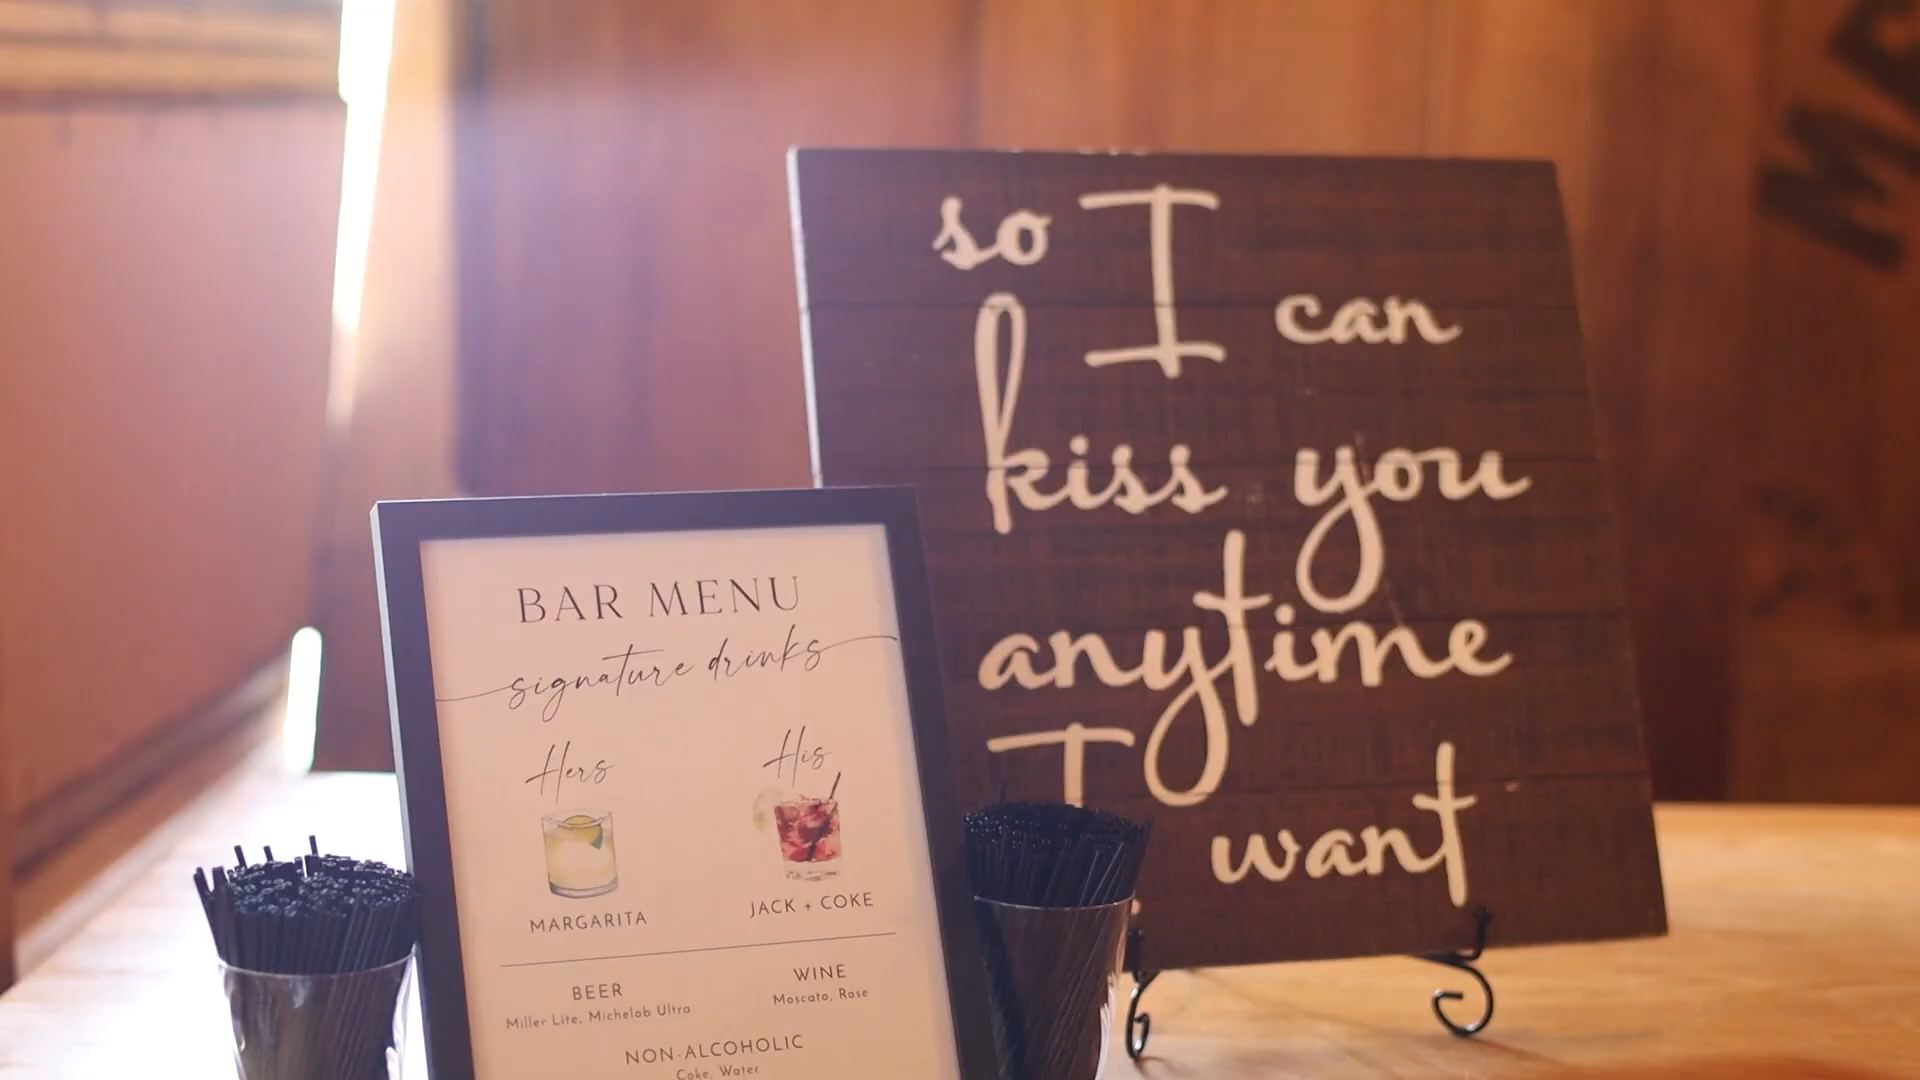 so I can
kiss you
anytime
I want
BAR MENU
signature drinks
Hers
His
MARGARITA
JACK + COKE
BEER
Miller Lite, Michelob Ultra
WINE
Moscato, Rose
NON-ALCOHOLIC
Coke, Water